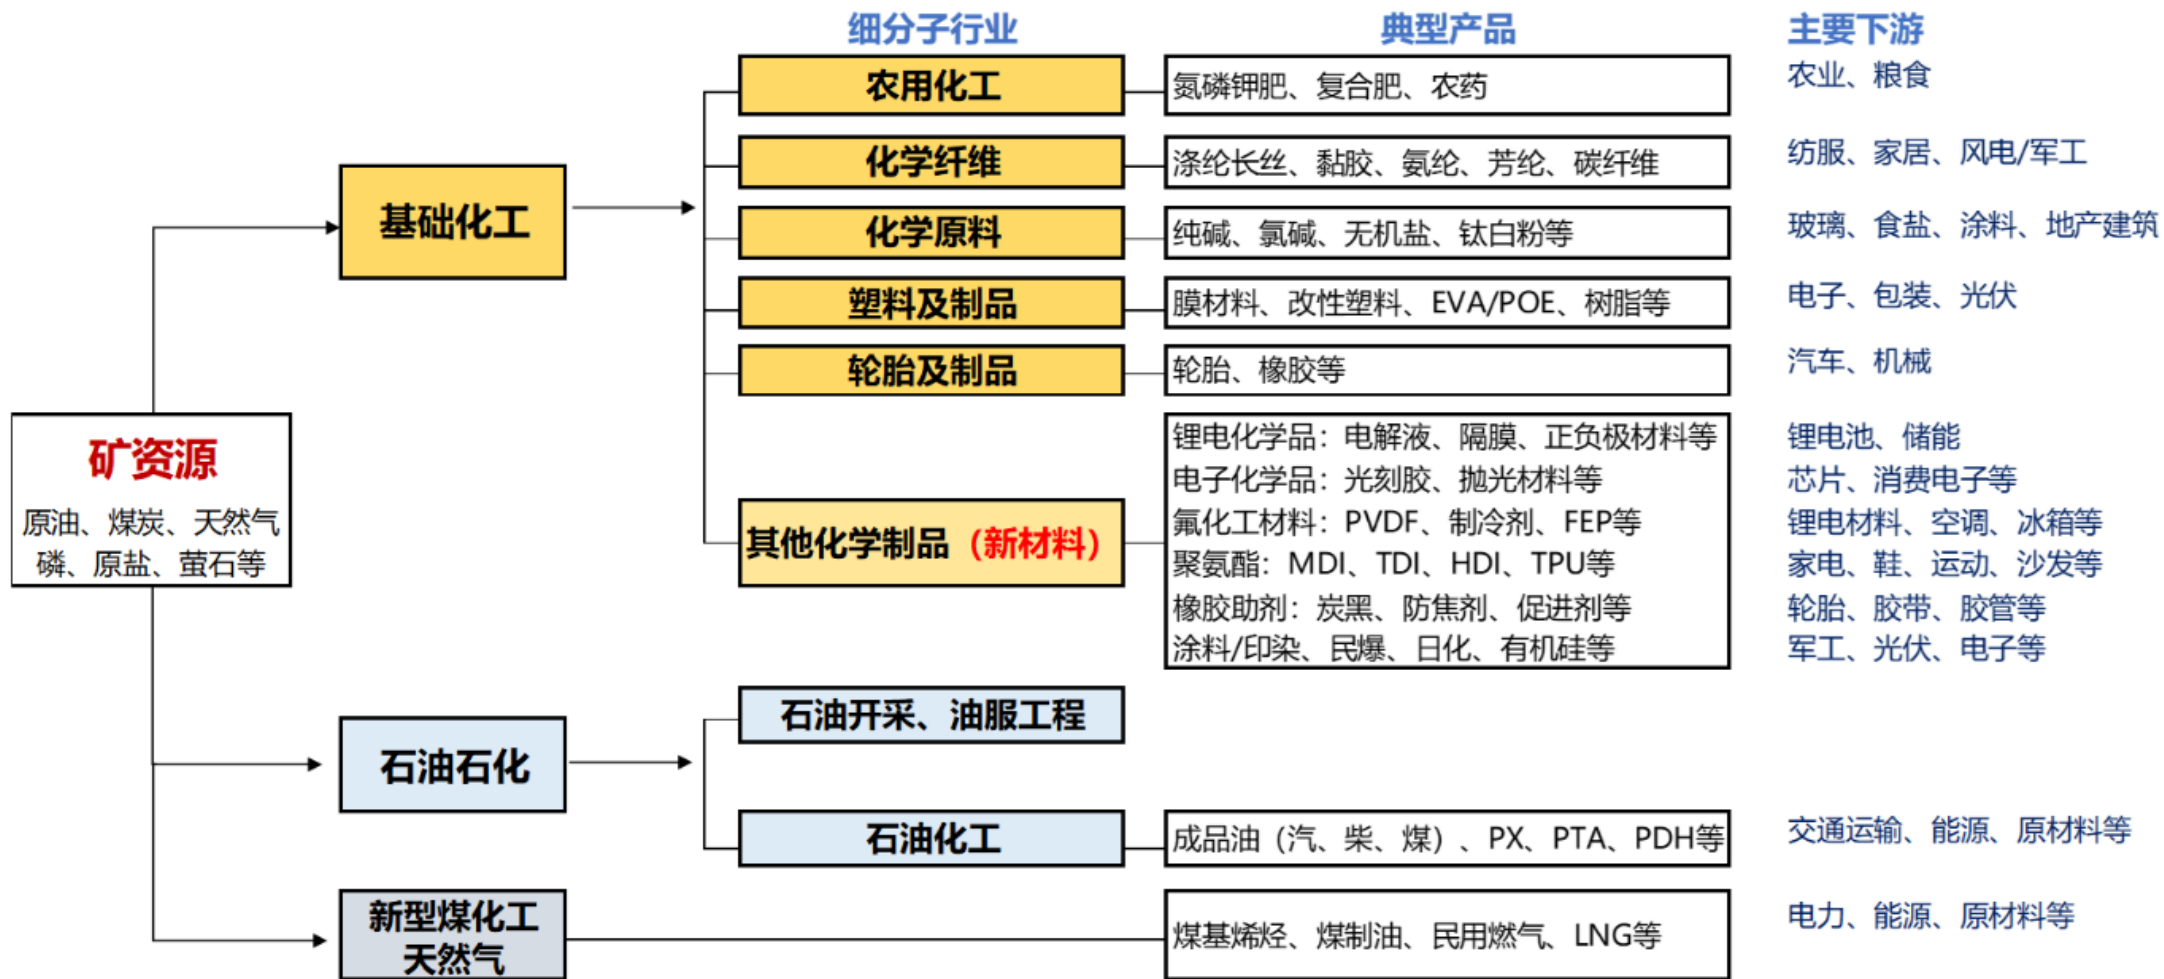 细分子行业 典型产品 主要下游
农用化工 氮磷钾肥、复合肥、农药 农业、粮食
化学纤维 涤纶长丝、黏胶、氨纶、芳纶、碳纤维 纺服、家居、风电/军工
基础化工
化学原料 纯碱、氯碱、无机盐、钛白粉等 玻璃、食盐、涂料、地产建筑
塑料及制品 膜材料、改性塑料、EVA/POE、树脂等 电子、包装、光伏
轮胎及制品 轮胎、橡胶等 汽车、机械
矿资源
原油、煤炭、天然气
磷、原盐、萤石等
其他化学制品（新材料）
锂电化学品：电解液、隔膜、正负极材料等 锂电池、储能
电子化学品：光刻胶、抛光材料等 芯片、消费电子等
氟化工材料：PVDF、制冷剂、FEP等 锂电材料、空调、冰箱等
聚氨酯：MDI、TDI、HDI、TPU等 家电、鞋、运动、沙发等
橡胶助剂：炭黑、防焦剂、促进剂等 轮胎、胶带、胶管等
涂料/印染、民爆、日化、有机硅等 军工、光伏、电子等
石油开采、油服工程
石油石化
石油化工 成品油（汽、柴、煤）、PX、PTA、PDH等 交通运输、能源、原材料等
新型煤化工
天然气
煤基烯烃、煤制油、民用燃气、LNG等 电力、能源、原材料等